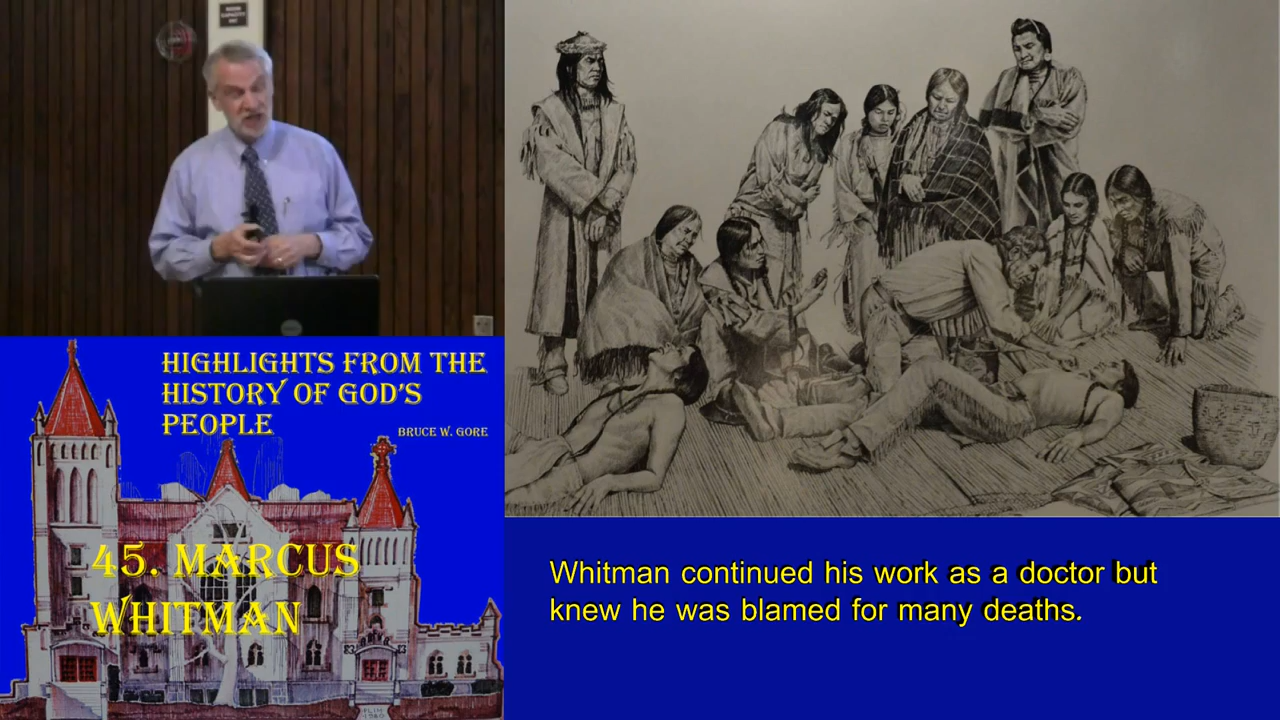 HIGHLIGHTS FROM THE
HISTORY OF GOD'S
PEOPLE
BRUCE W. GORE
45. MARCUS
WHITMAN
Whitman continued his work as a doctor but
knew he was blamed for many deaths.